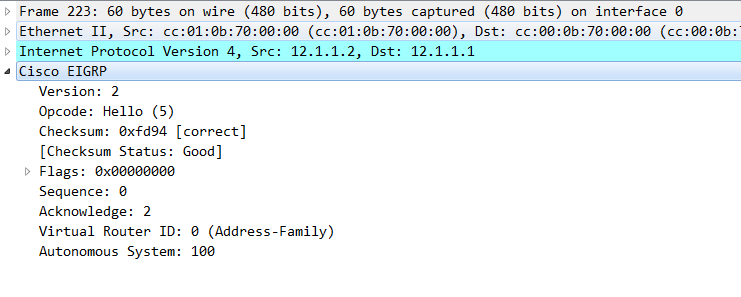 Frame 223: 60 bytes on wire (480 bits), 60 bytes captured (480 bits) on interface 0
Ethernet II, Src: cc:01:0b:70:00:00 (cc:01:0b:70:00:00), Dst: cc:00:0b:70:00:00 (cc:00:0b:7
Internet Protocol Version 4, Src: 12.1.1.2, Dst: 12.1.1.1
Cisco EIGRP
Version: 2
Opcode: Hello (5)
Checksum: 0xfd94 [correct]
[Checksum Status: Good]
Flags: 0x00000000
Sequence: 0
Acknowledge: 2
Virtual Router ID: 0 (Address-Family)
Autonomous System: 100